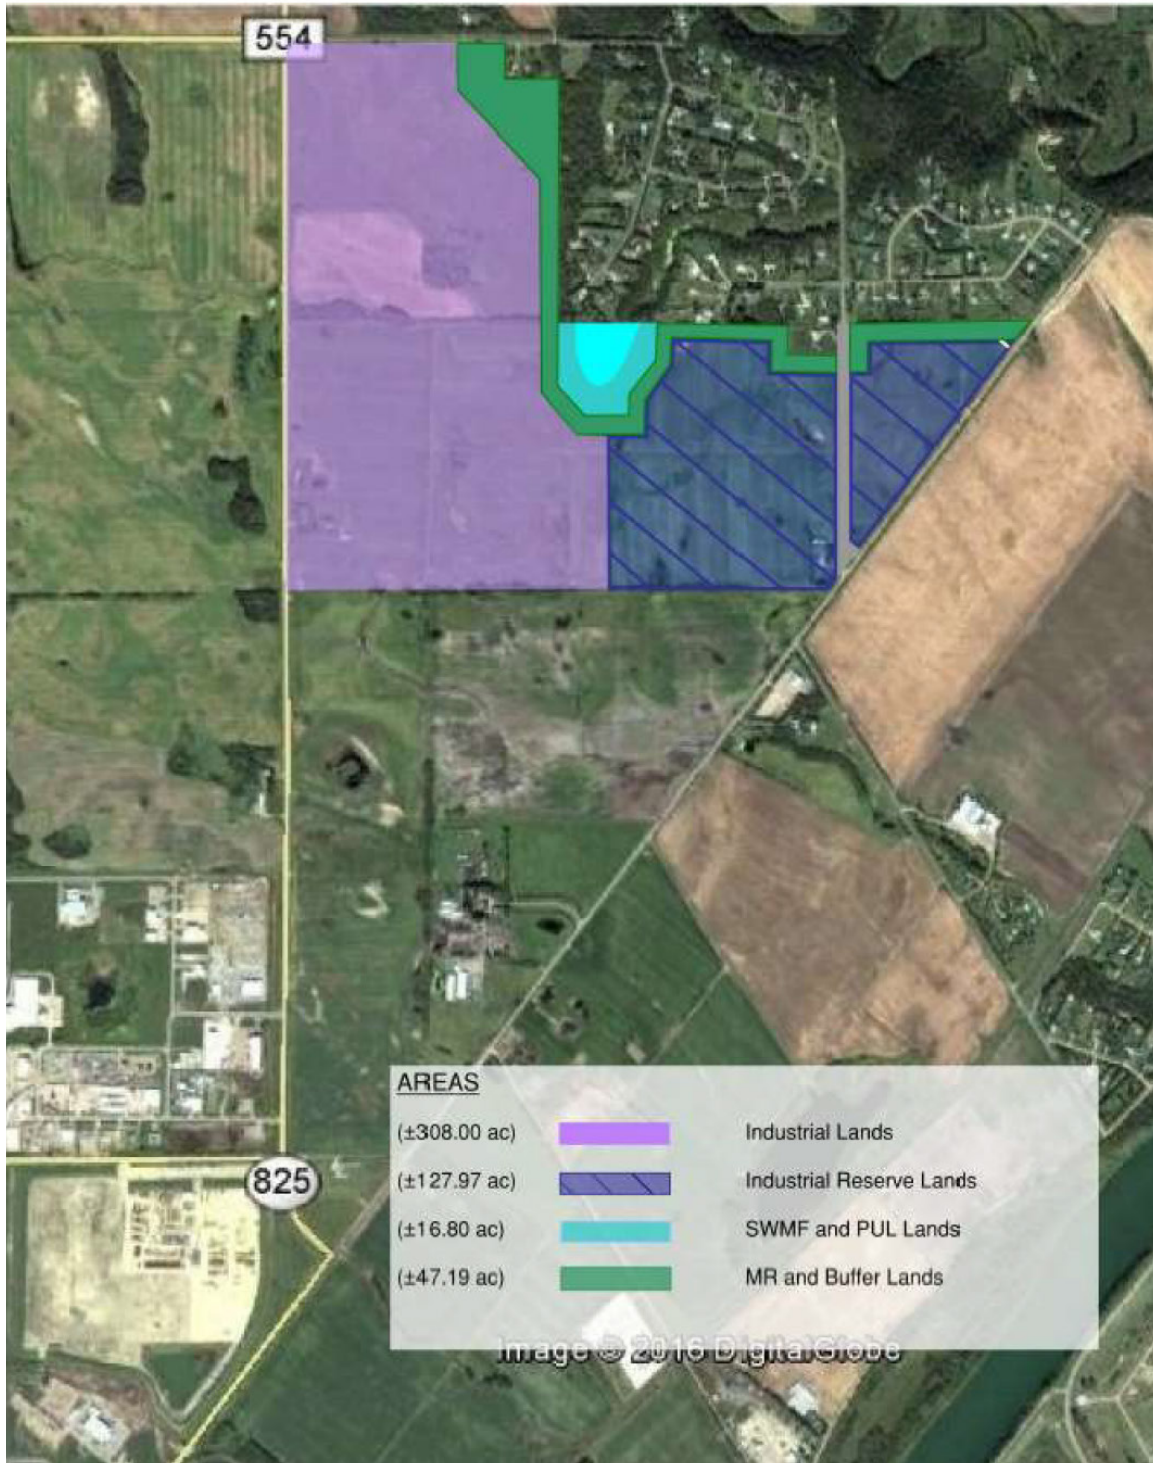 554
AREAS
(±308.00 ac) Industrial Lands
(±127.97 ac) Industrial Reserve Lands
825
(±16.80 ac) SWMF and PUL Lands
(±47.19 ac) MR and Buffer Lands
Image © 2016 DigitalGlobe